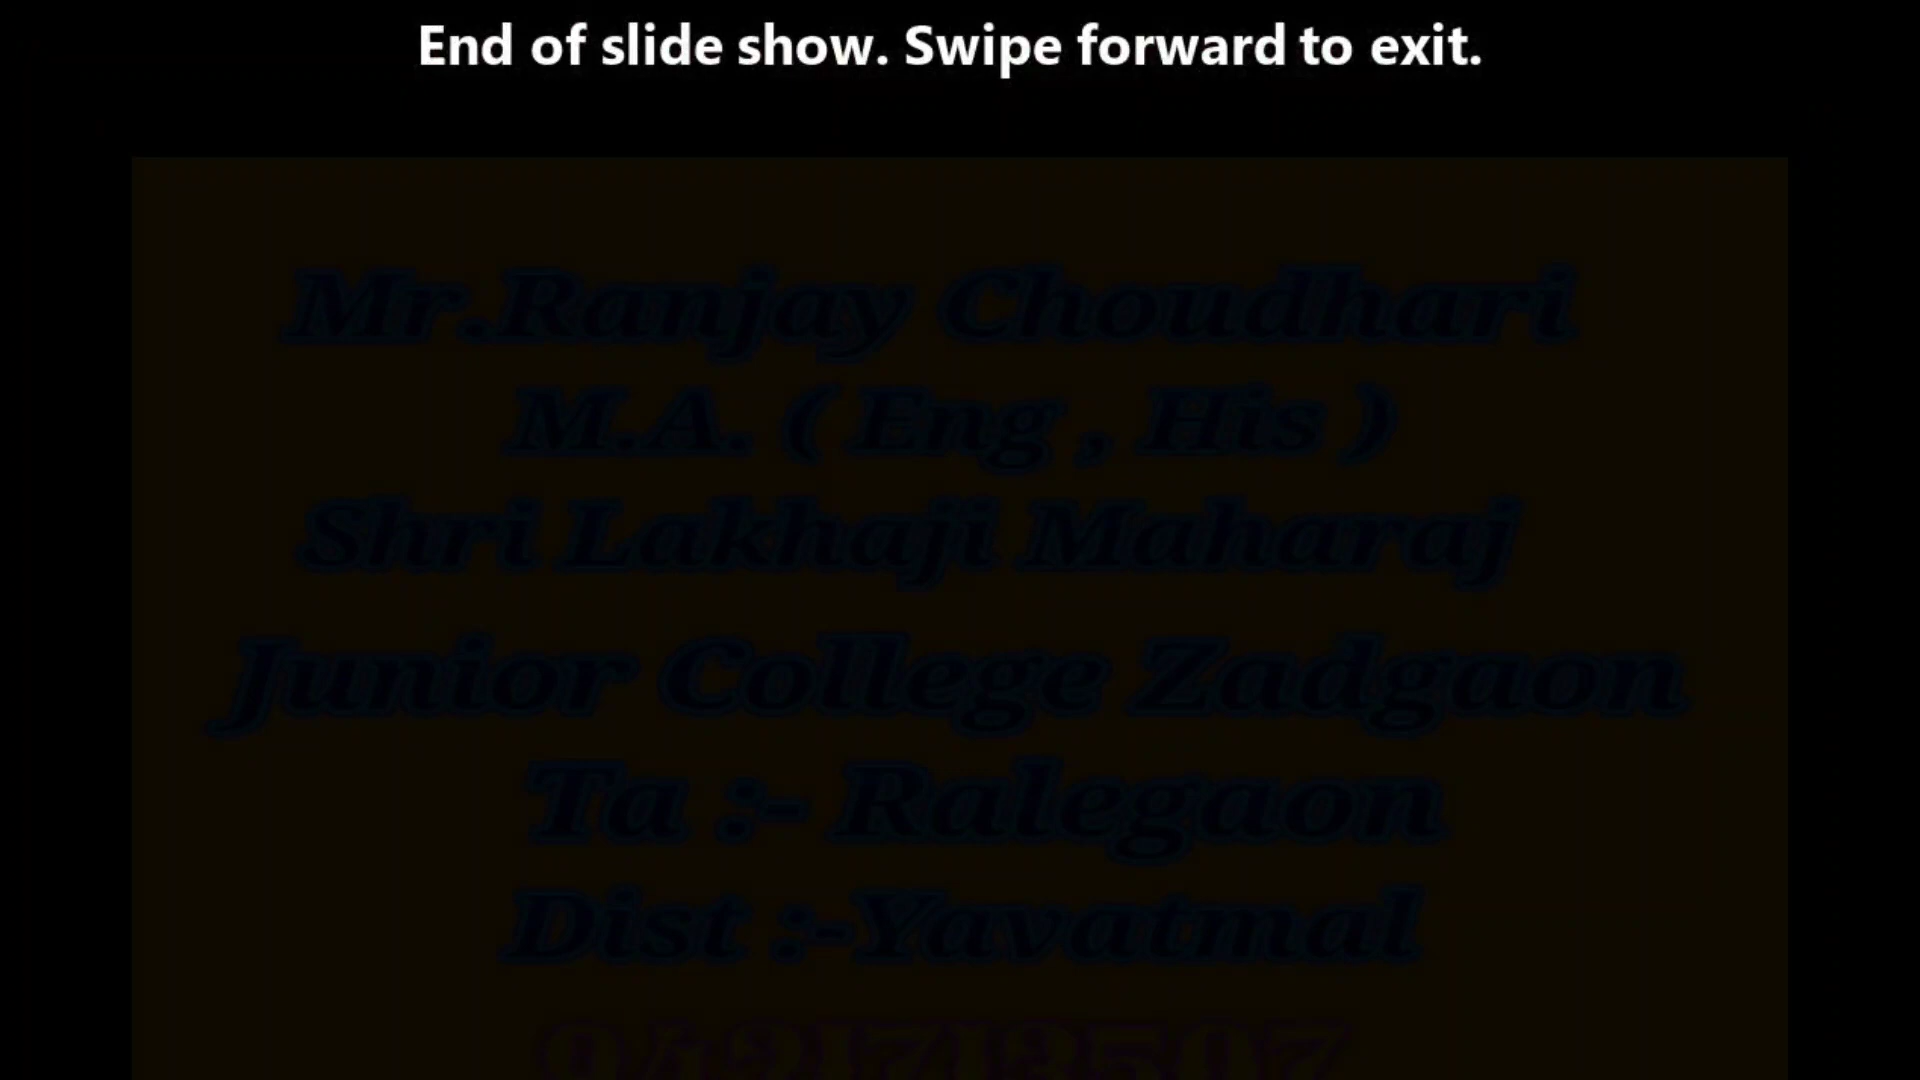 End of slide show. Swipe forward to exit.
Mr.Ranjay Choudhari
M.A. ( Eng , His )
Shri Lakhaji Maharaj
Junior College Zadgaon
Ta :- Ralegaon
Dist :-Yavatmal